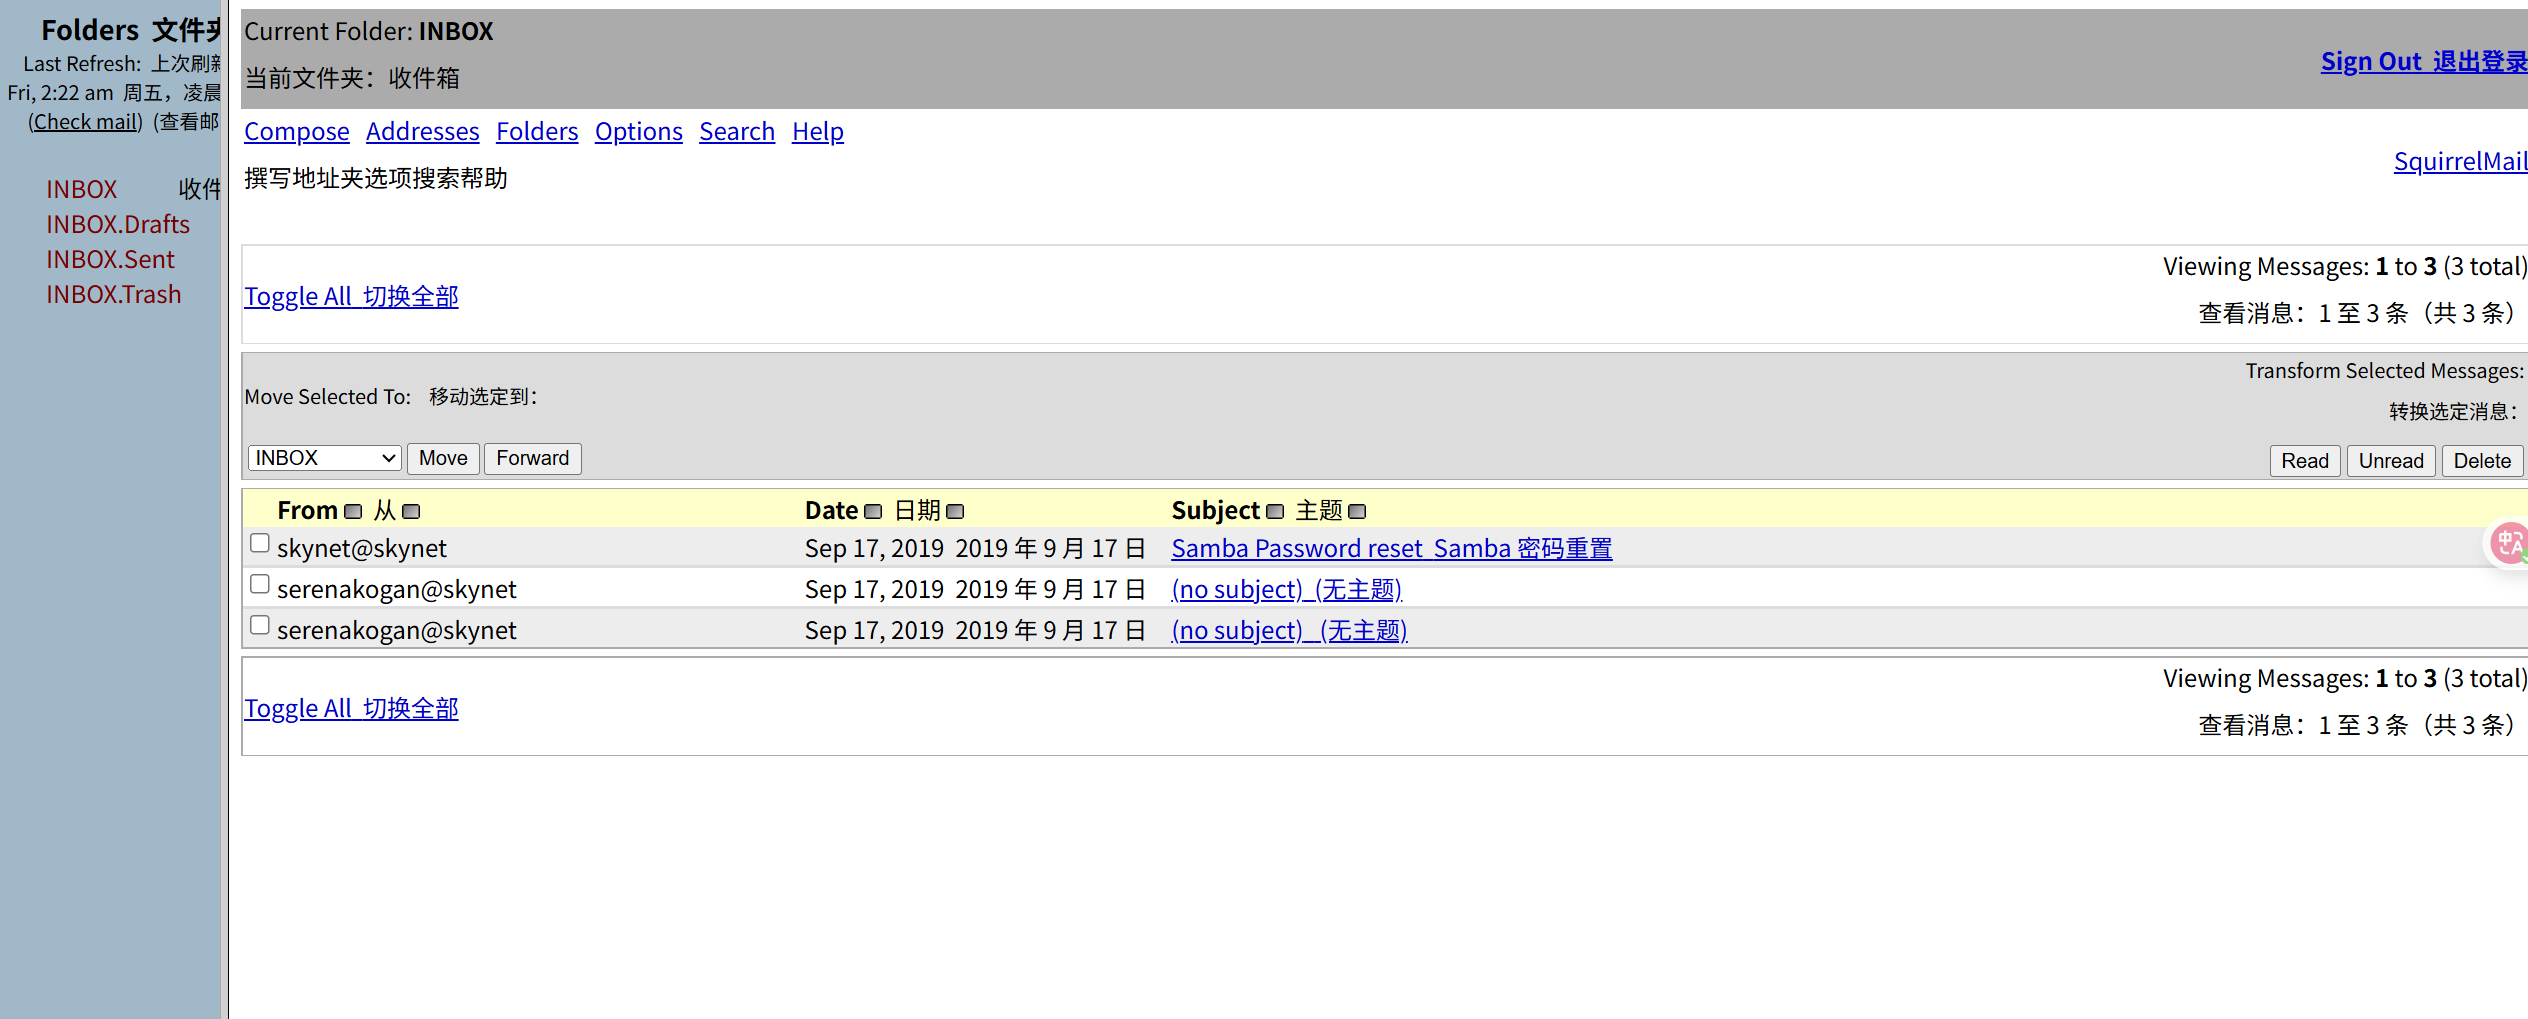 Folders 文件夹
Last Refresh: 上次刷新
Fri, 2:22 am 周五，凌晨
(Check mail) (查看邮
INBOX 收件
INBOX.Drafts
INBOX.Sent
INBOX.Trash
Current Folder: INBOX
当前文件夹：收件箱
Sign Out 退出登录
Compose Addresses Folders Options Search Help
撰写地址夹选项搜索帮助
SquirrelMail
Toggle All 切换全部
Viewing Messages: 1 to 3 (3 total)
查看消息：1 至 3 条（共 3 条）
Move Selected To: 移动选定到：
Transform Selected Messages:
转换选定消息：
INBOX Move Forward
Read Unread Delete
From 从 Date 日期 Subject 主题
skynet@skynet Sep 17, 2019 2019 年 9 月 17 日 Samba Password reset Samba 密码重置
serenakogan@skynet Sep 17, 2019 2019 年 9 月 17 日 (no subject) (无主题)
serenakogan@skynet Sep 17, 2019 2019 年 9 月 17 日 (no subject) (无主题)
Toggle All 切换全部
Viewing Messages: 1 to 3 (3 total)
查看消息：1 至 3 条（共 3 条）
中A